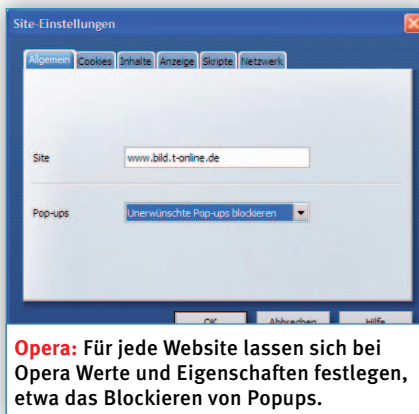 Site-Einstellungen
Allgemein Cookies Inhalte Anzeige Skripte Netzwerk
Site www.bild.t-online.de
Pop-ups Unerwünschte Pop-ups blockieren
OK Abbrechen Hilfe
Opera: Für jede Website lassen sich bei
Opera Werte und Eigenschaften festlegen,
etwa das Blockieren von Popups.